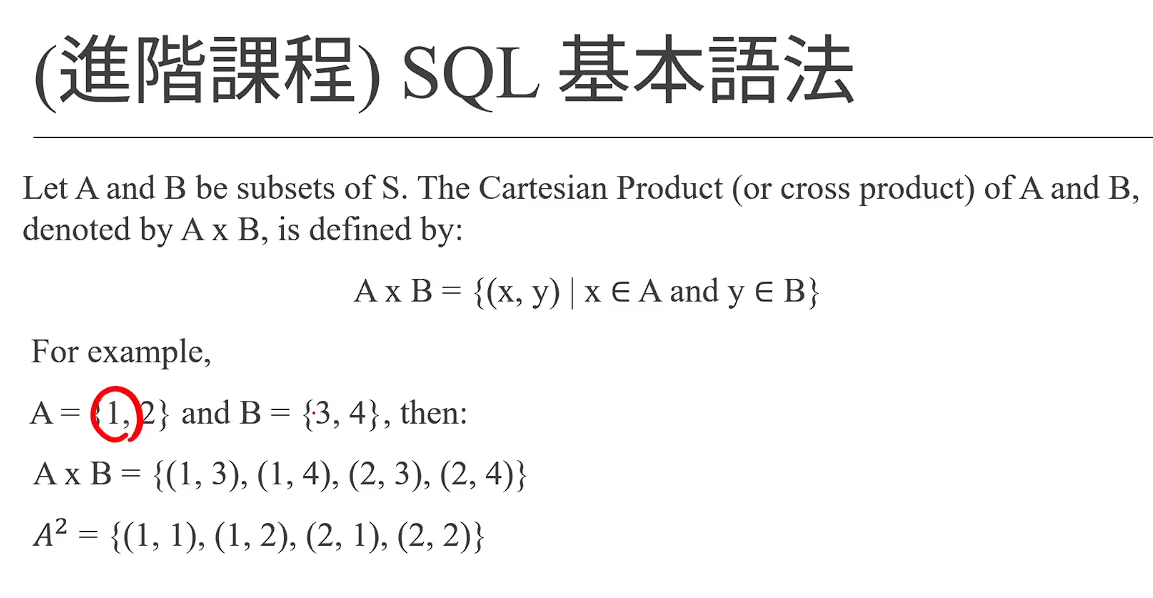 (進階課程) SQL 基本語法
Let A and B be subsets of S. The Cartesian Product (or cross product) of A and B,
denoted by A x B, is defined by:
A x B = {(x, y) | x ∈ A and y ∈ B}
For example,
A = {1, 2} and B = {3, 4}, then:
A x B = {(1, 3), (1, 4), (2, 3), (2, 4)}
A² = {(1, 1), (1, 2), (2, 1), (2, 2)}